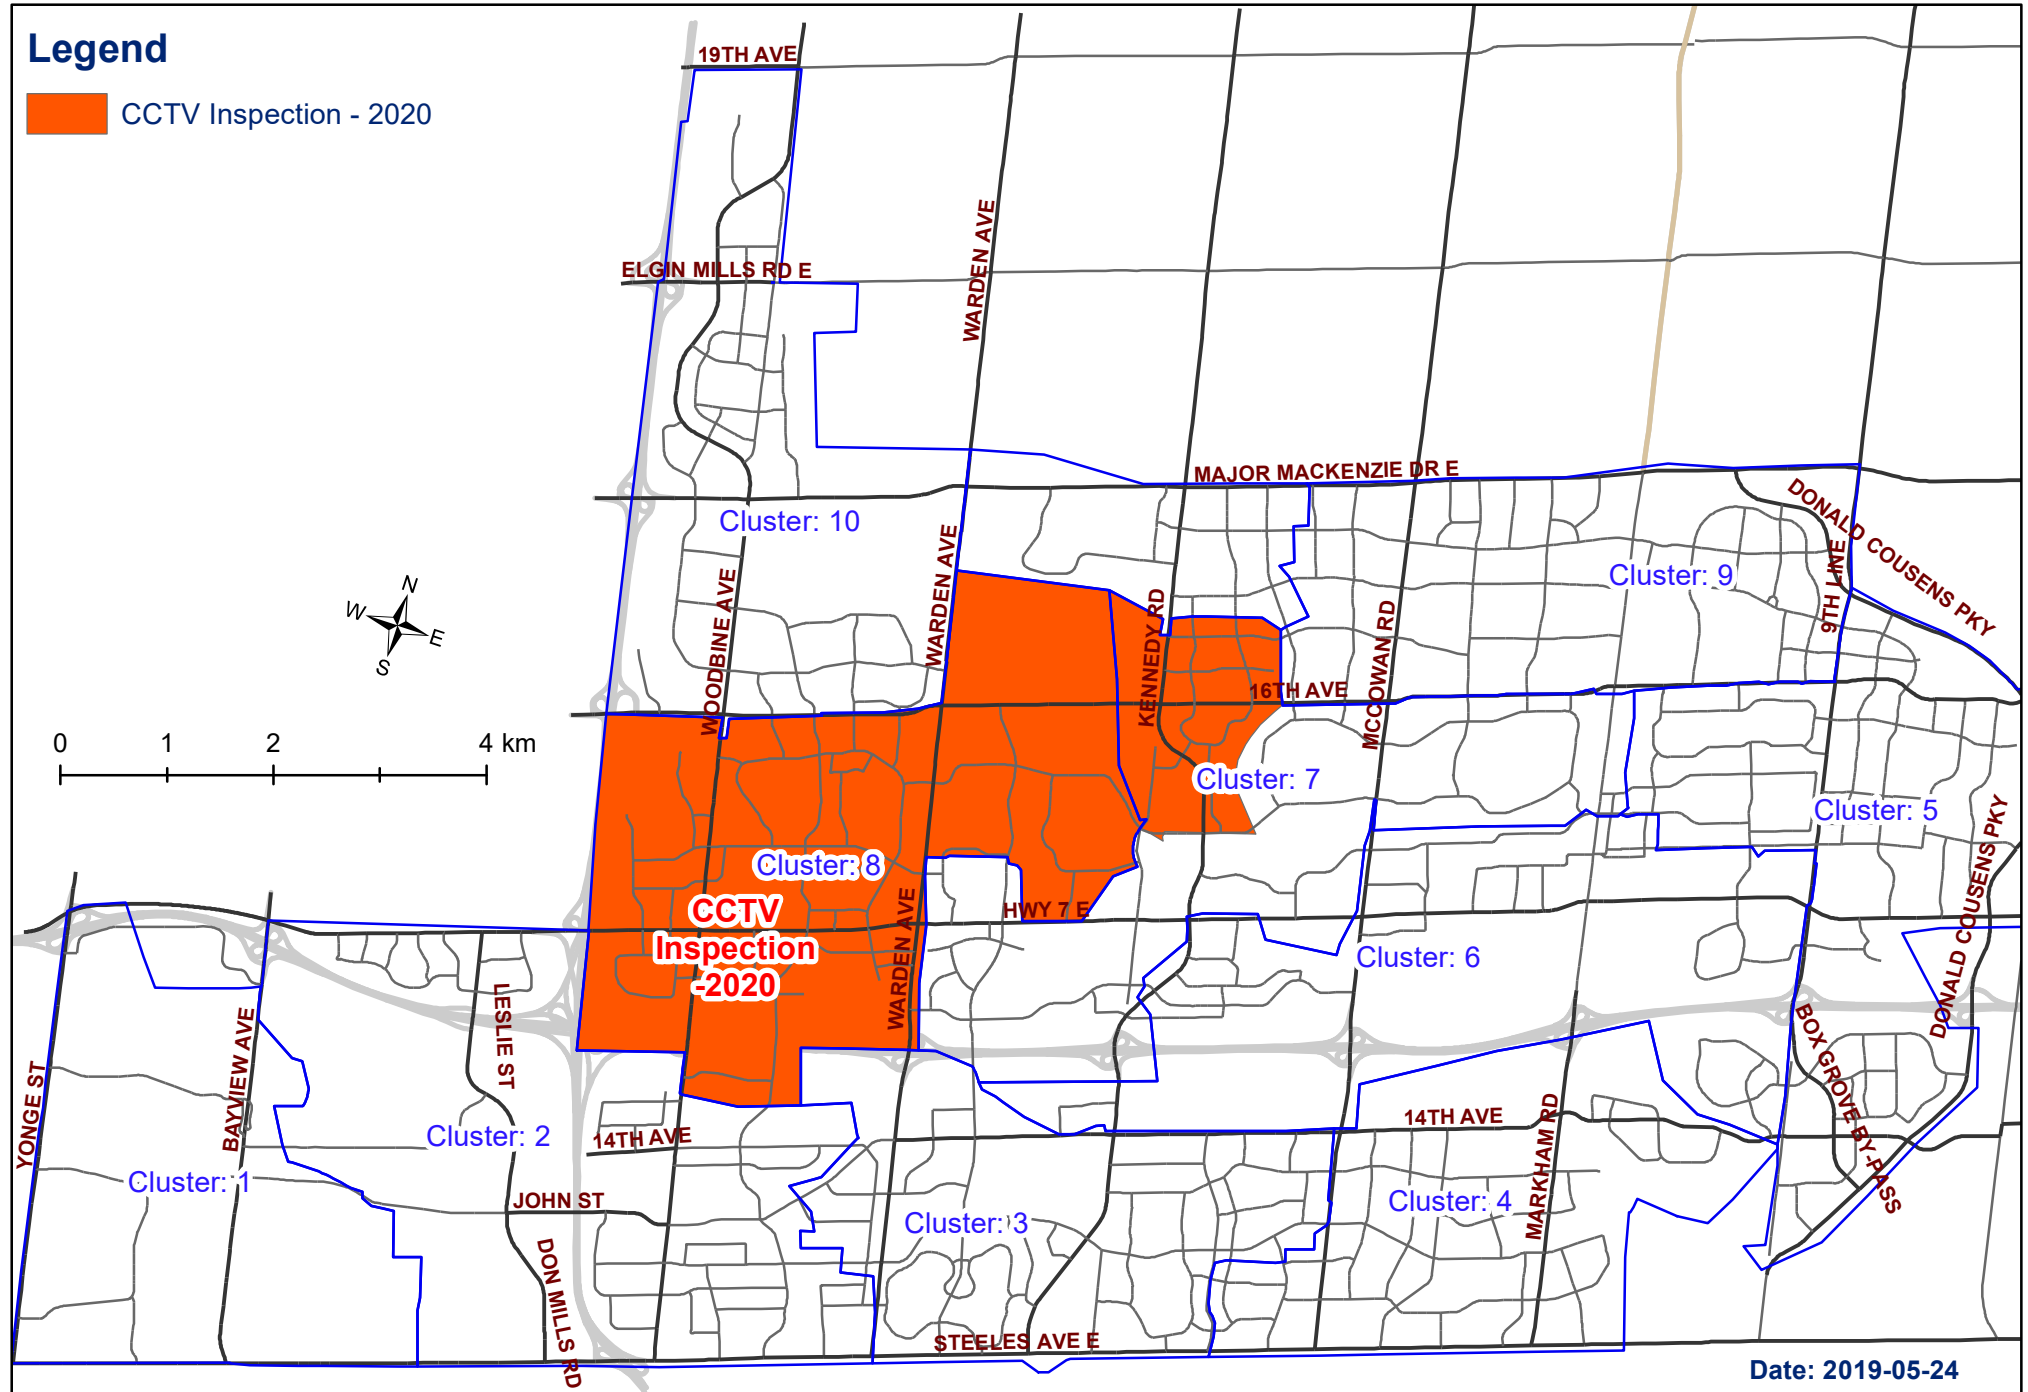 Legend
CCTV Inspection - 2020
19TH AVE
ELGIN MILLS RD E
WARDEN AVE
MAJOR MACKENZIE DR E
DONALD COUSENS PKY
Cluster: 10
Cluster: 9
9TH LINE
WARDEN AVE
WOODBINE AVE
KENNEDY RD
MCCOWAN RD
16TH AVE
N
W
E
S
0
1
2
4 km
Cluster: 7
Cluster: 5
Cluster: 8
DONALD COUSENS PKY
CCTV
Inspection
-2020
HWY 7 E
WARDEN AVE
Cluster: 6
LESLIE ST
BAYVIEW AVE
YONGE ST
BOX GROVE BY-PASS
Cluster: 2
14TH AVE
14TH AVE
MARKHAM RD
Cluster: 1
JOHN ST
Cluster: 3
Cluster: 4
DON MILLS RD
STEELES AVE E
Date: 2019-05-24